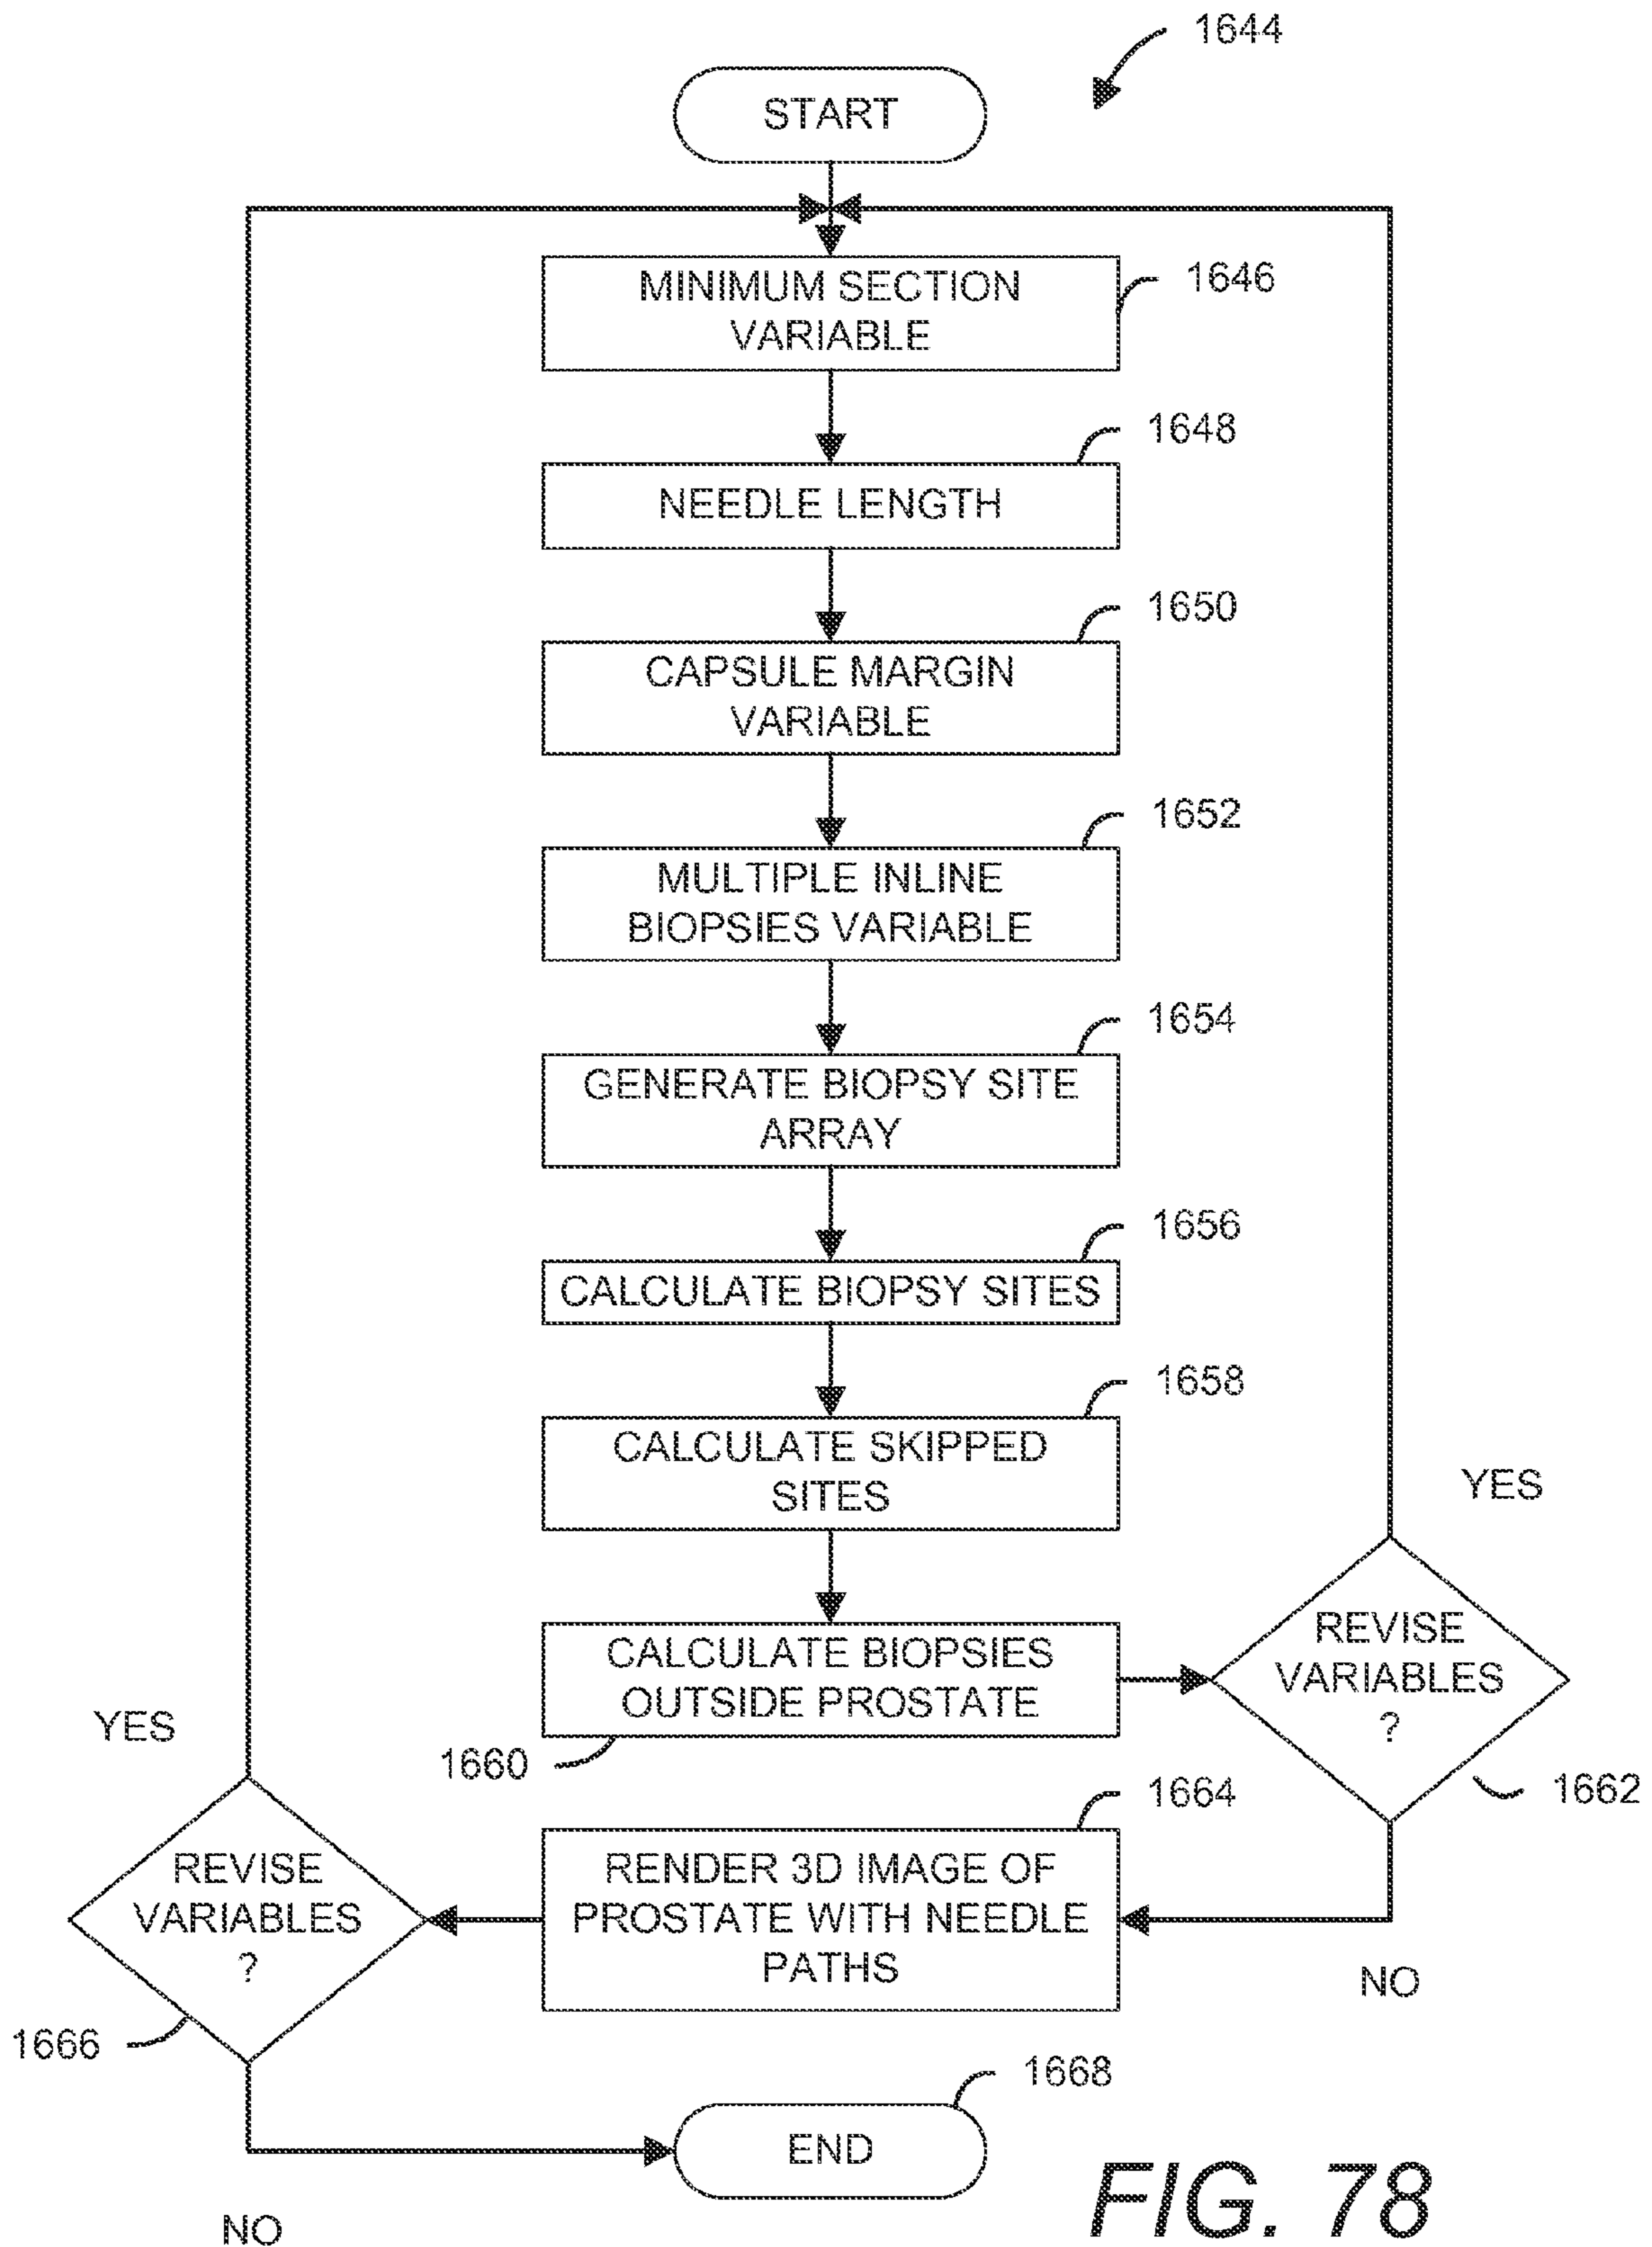 1644
START
MINIMUM SECTION
VARIABLE
1646
1648
NEEDLE LENGTH
1650
CAPSULE MARGIN
VARIABLE
1652
MULTIPLE INLINE
BIOPSIES VARIABLE
1654
GENERATE BIOPSY SITE
ARRAY
1656
CALCULATE BIOPSY SITES
1658
CALCULATE SKIPPED
SITES
CALCULATE BIOPSIES
OUTSIDE PROSTATE
1660
YES
REVISE
VARIABLES
?
1662
NO
1664
RENDER 3D IMAGE OF
PROSTATE WITH NEEDLE
PATHS
YES
REVISE
VARIABLES
?
1666
NO
1668
END
FIG. 78